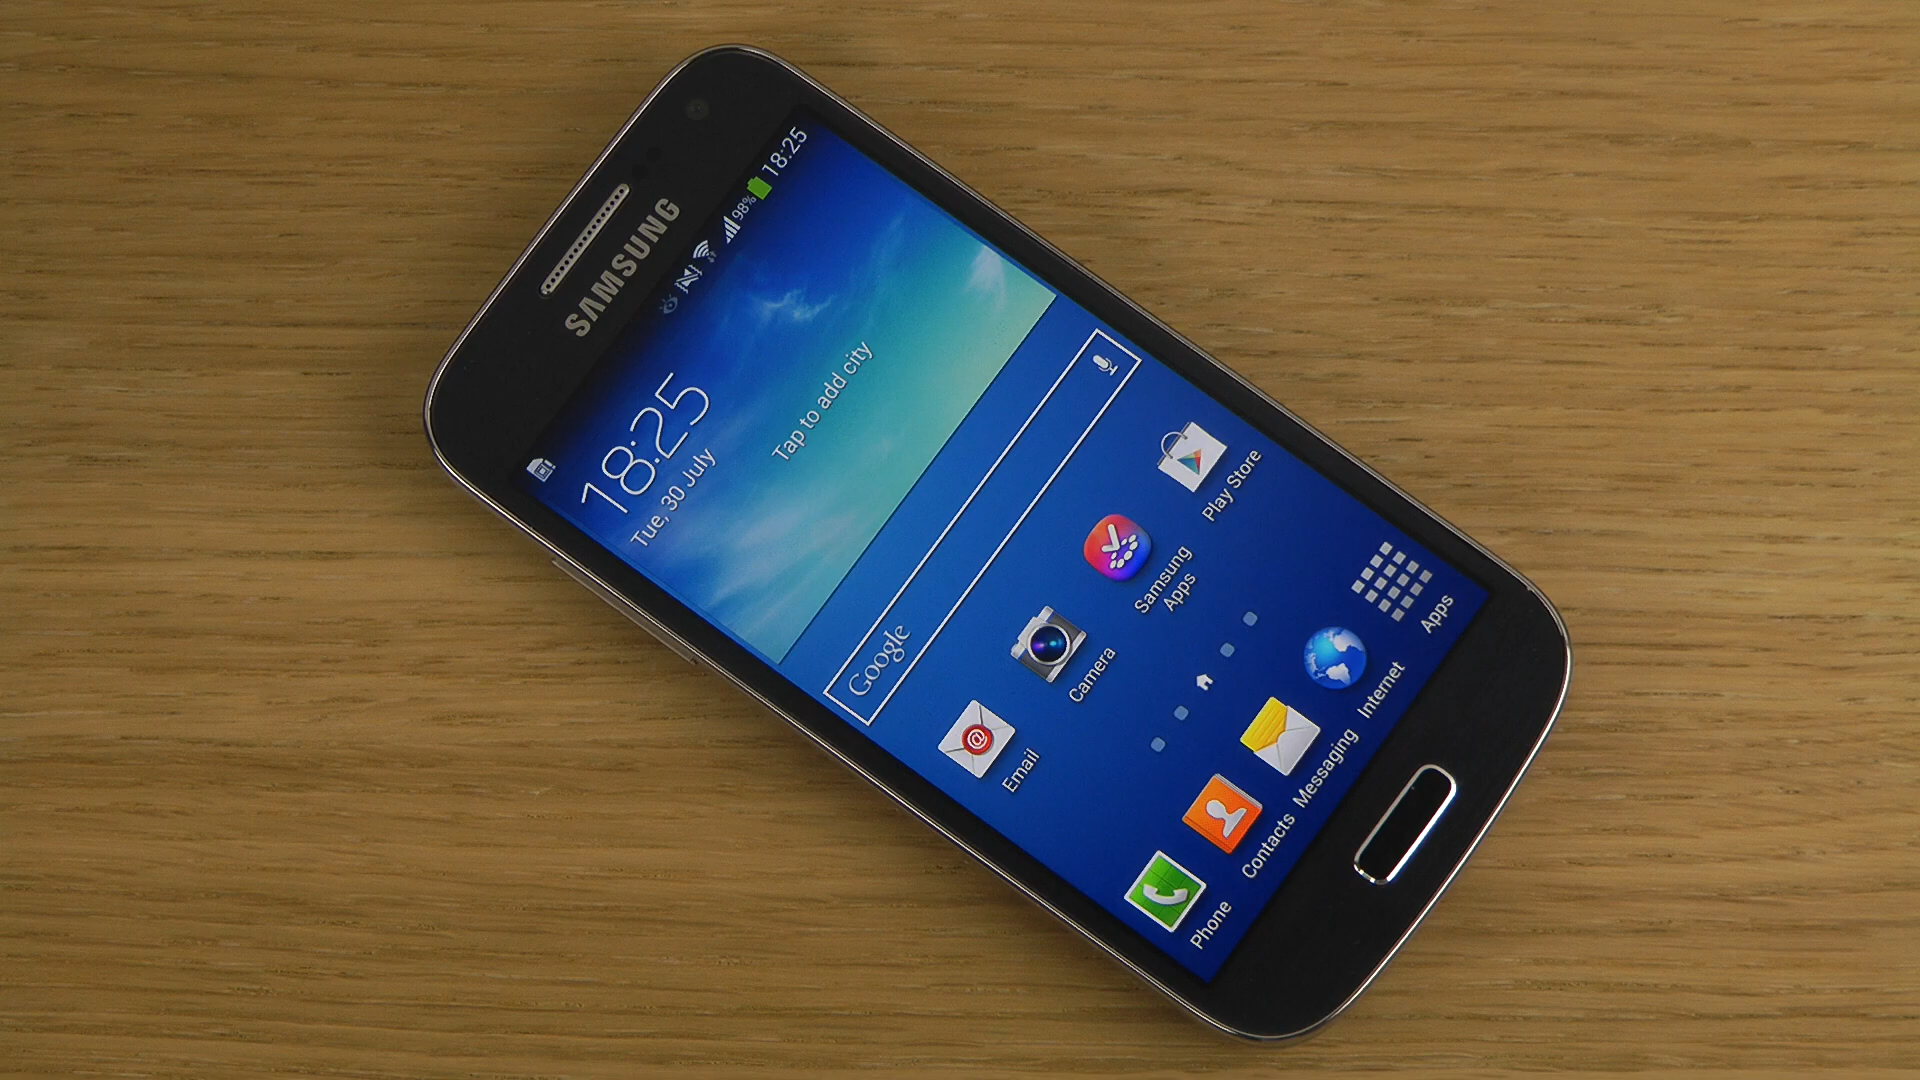 SAMSUNG
98% 18:25
18:25
Tue, 30 July
Tap to add city
Google
Email
Camera
Samsung
Apps
Play Store
Phone
Contacts
Messaging
Internet
Apps